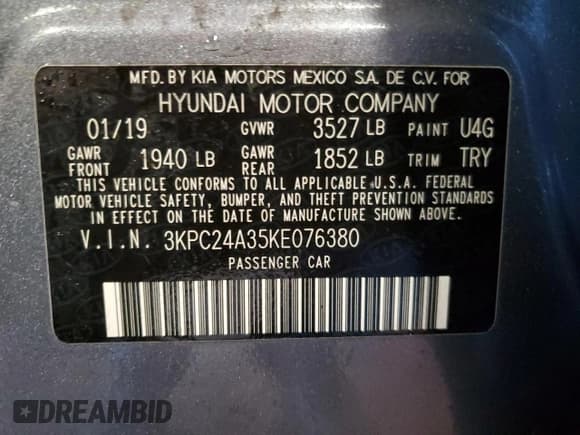 MFD. BY KIA MOTORS MEXICO S.A. DE C.V. FOR
HYUNDAI MOTOR COMPANY
01/19 GVWR 3527 LB PAINT U4G
GAWR FRONT 1940 LB GAWR REAR 1852 LB TRIM TRY
THIS VEHICLE CONFORMS TO ALL APPLICABLE U.S.A. FEDERAL
MOTOR VEHICLE SAFETY, BUMPER, AND THEFT PREVENTION STANDARDS
IN EFFECT ON THE DATE OF MANUFACTURE SHOWN ABOVE.
V.I.N. 3KPC24A35KE076380
PASSENGER CAR
DREAMBID